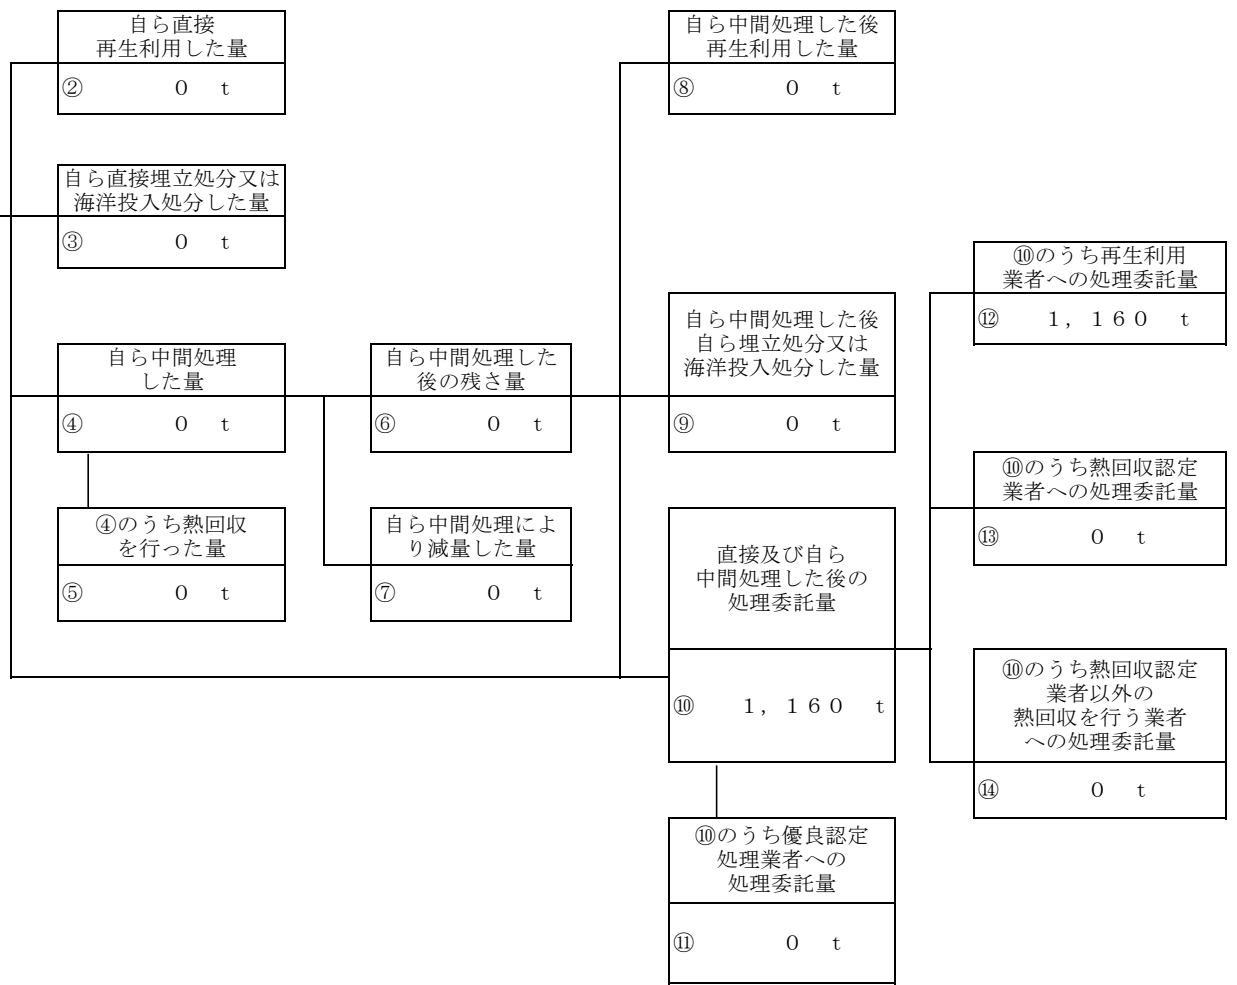 自ら直接
再生利用した量
②　０　ｔ
自ら直接埋立処分又は
海洋投入処分した量
③　０　ｔ
自ら中間処理
した量
④　０　ｔ
④のうち熱回収
を行った量
⑤　０　ｔ
自ら中間処理した
後の残さ量
⑥　０　ｔ
自ら中間処理によ
り減量した量
⑦　０　ｔ
自ら中間処理した後
再生利用した量
⑧　０　ｔ
自ら中間処理した後
自ら埋立処分又は
海洋投入処分した量
⑨　０　ｔ
直接及び自ら
中間処理した後の
処理委託量
⑩　１，１６０　ｔ
⑩のうち優良認定
処理業者への
処理委託量
⑪　０　ｔ
⑩のうち再生利用
業者への処理委託量
⑫　１，１６０　ｔ
⑩のうち熱回収認定
業者への処理委託量
⑬　０　ｔ
⑩のうち熱回収認定
業者以外の
熱回収を行う業者
への処理委託量
⑭　０　ｔ